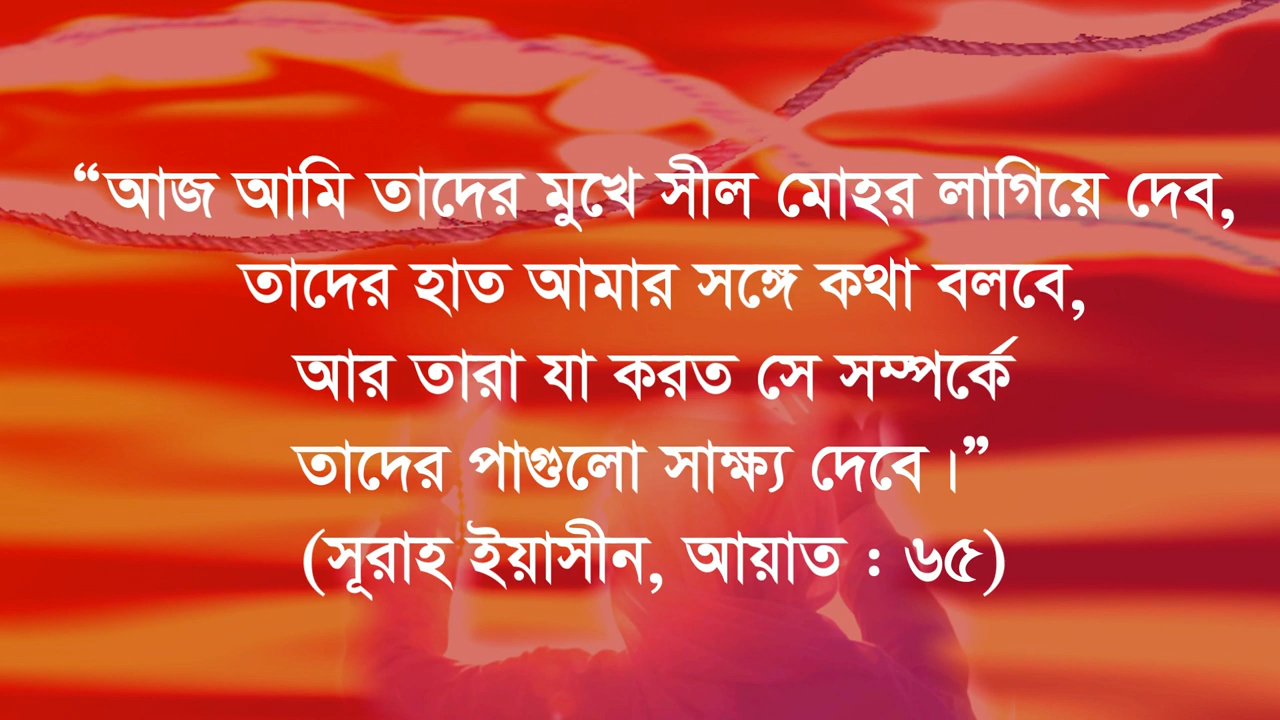 “আজ আমি তাদের মুখে সীল মোহর লাগিয়ে দেব,
তাদের হাত আমার সঙ্গে কথা বলবে,
আর তারা যা করত সে সম্পর্কে
তাদের পাগুলো সাক্ষ্য দেবে।”
(সূরাহ ইয়াসীন, আয়াত : ৬৫)